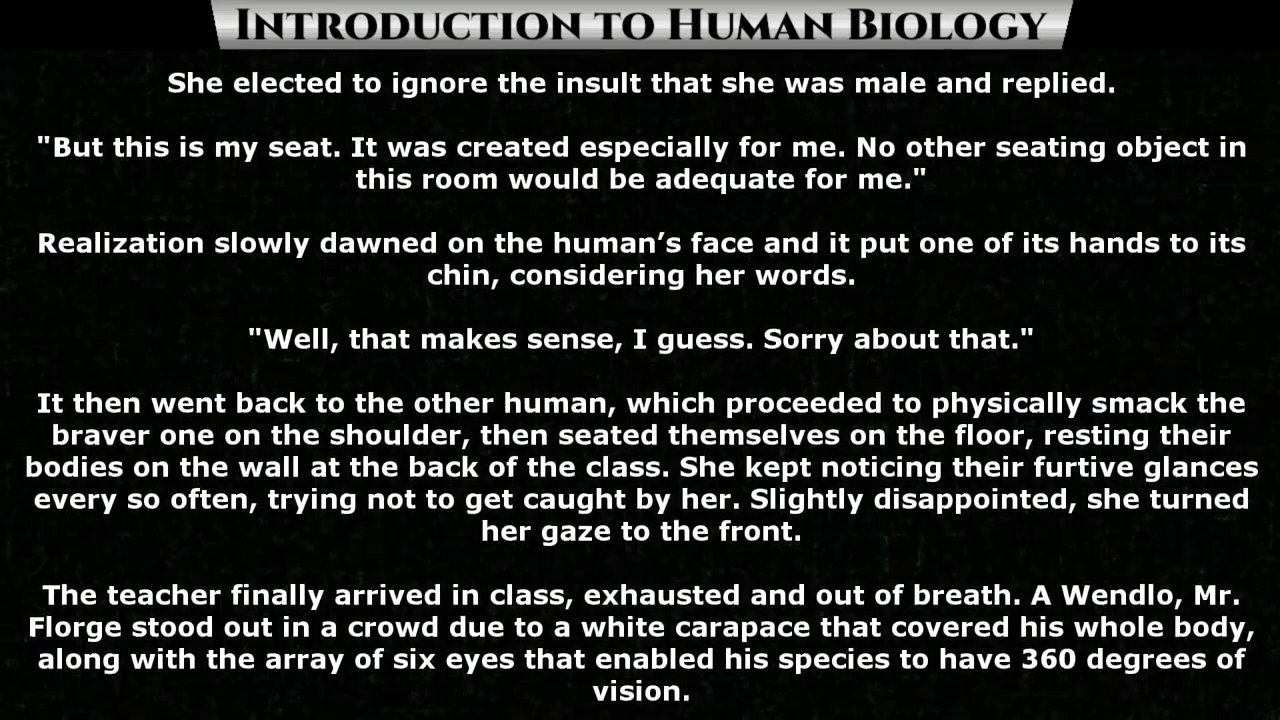 Introduction to Human Biology
She elected to ignore the insult that she was male and replied.
"But this is my seat. It was created especially for me. No other seating object in
this room would be adequate for me."
Realization slowly dawned on the human’s face and it put one of its hands to its
chin, considering her words.
"Well, that makes sense, I guess. Sorry about that."
It then went back to the other human, which proceeded to physically smack the
braver one on the shoulder, then seated themselves on the floor, resting their
bodies on the wall at the back of the class. She kept noticing their furtive glances
every so often, trying not to get caught by her. Slightly disappointed, she turned
her gaze to the front.
The teacher finally arrived in class, exhausted and out of breath. A Wendlo, Mr.
Florge stood out in a crowd due to a white carapace that covered his whole body,
along with the array of six eyes that enabled his species to have 360 degrees of
vision.